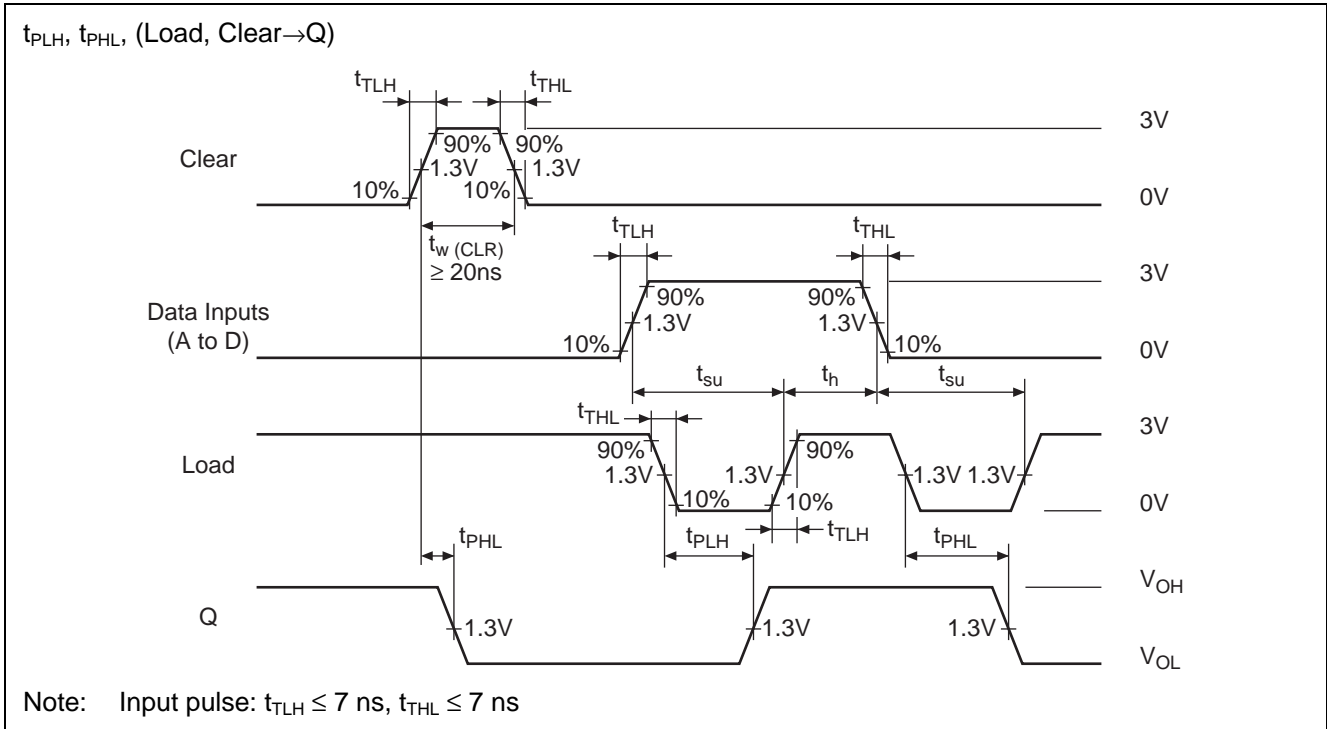 tPLH, tPHL, (Load, Clear→Q)
tTLH
tTHL
3V
90%
90%
Clear
1.3V
1.3V
10%
10%
0V
tw (CLR)
≥ 20ns
tTLH
tTHL
3V
90%
90%
Data Inputs
(A to D)
1.3V
1.3V
10%
10%
0V
tsu
th
tsu
tTHL
3V
90%
90%
Load
1.3V
1.3V
1.3V
1.3V
10%
10%
0V
tPHL
tPLH
tTLH
tPHL
VOH
Q
1.3V
1.3V
1.3V
VOL
Note: Input pulse: tTLH ≤ 7 ns, tTHL ≤ 7 ns